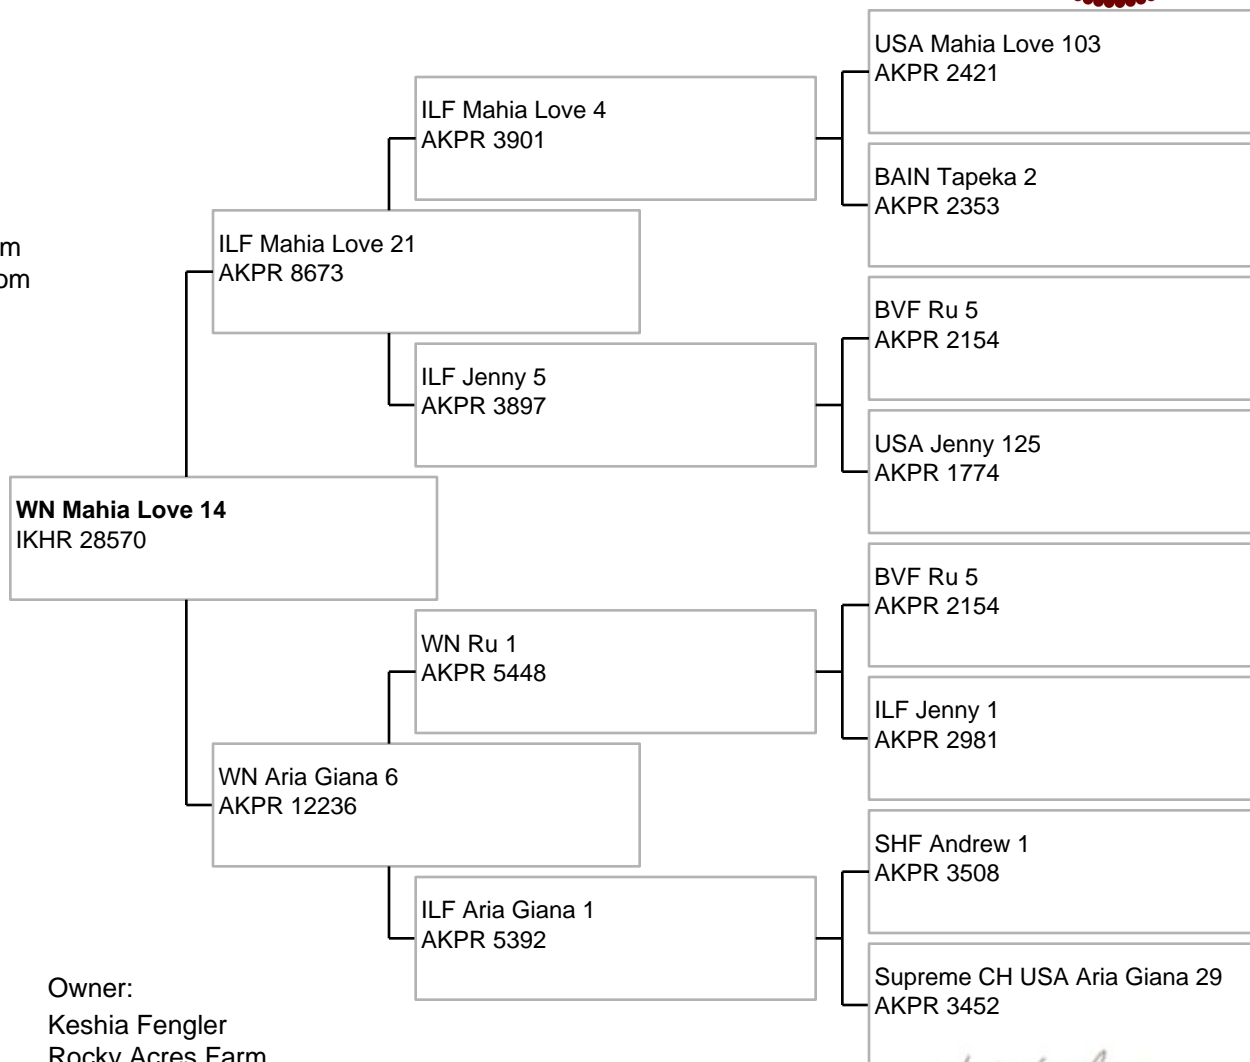 USA Mahia Love 103
AKPR 2421
ILF Mahia Love 4
AKPR 3901
BAIN Tapeka 2
AKPR 2353
ILF Mahia Love 21
AKPR 8673
BVF Ru 5
AKPR 2154
ILF Jenny 5
AKPR 3897
USA Jenny 125
AKPR 1774
WN Mahia Love 14
IKHR 28570
BVF Ru 5
AKPR 2154
WN Ru 1
AKPR 5448
ILF Jenny 1
AKPR 2981
WN Aria Giana 6
AKPR 12236
SHF Andrew 1
AKPR 3508
ILF Aria Giana 1
AKPR 5392
Supreme CH USA Aria Giana 29
AKPR 3452
Owner:
Keshia Fengler
Rocky Acres Farm